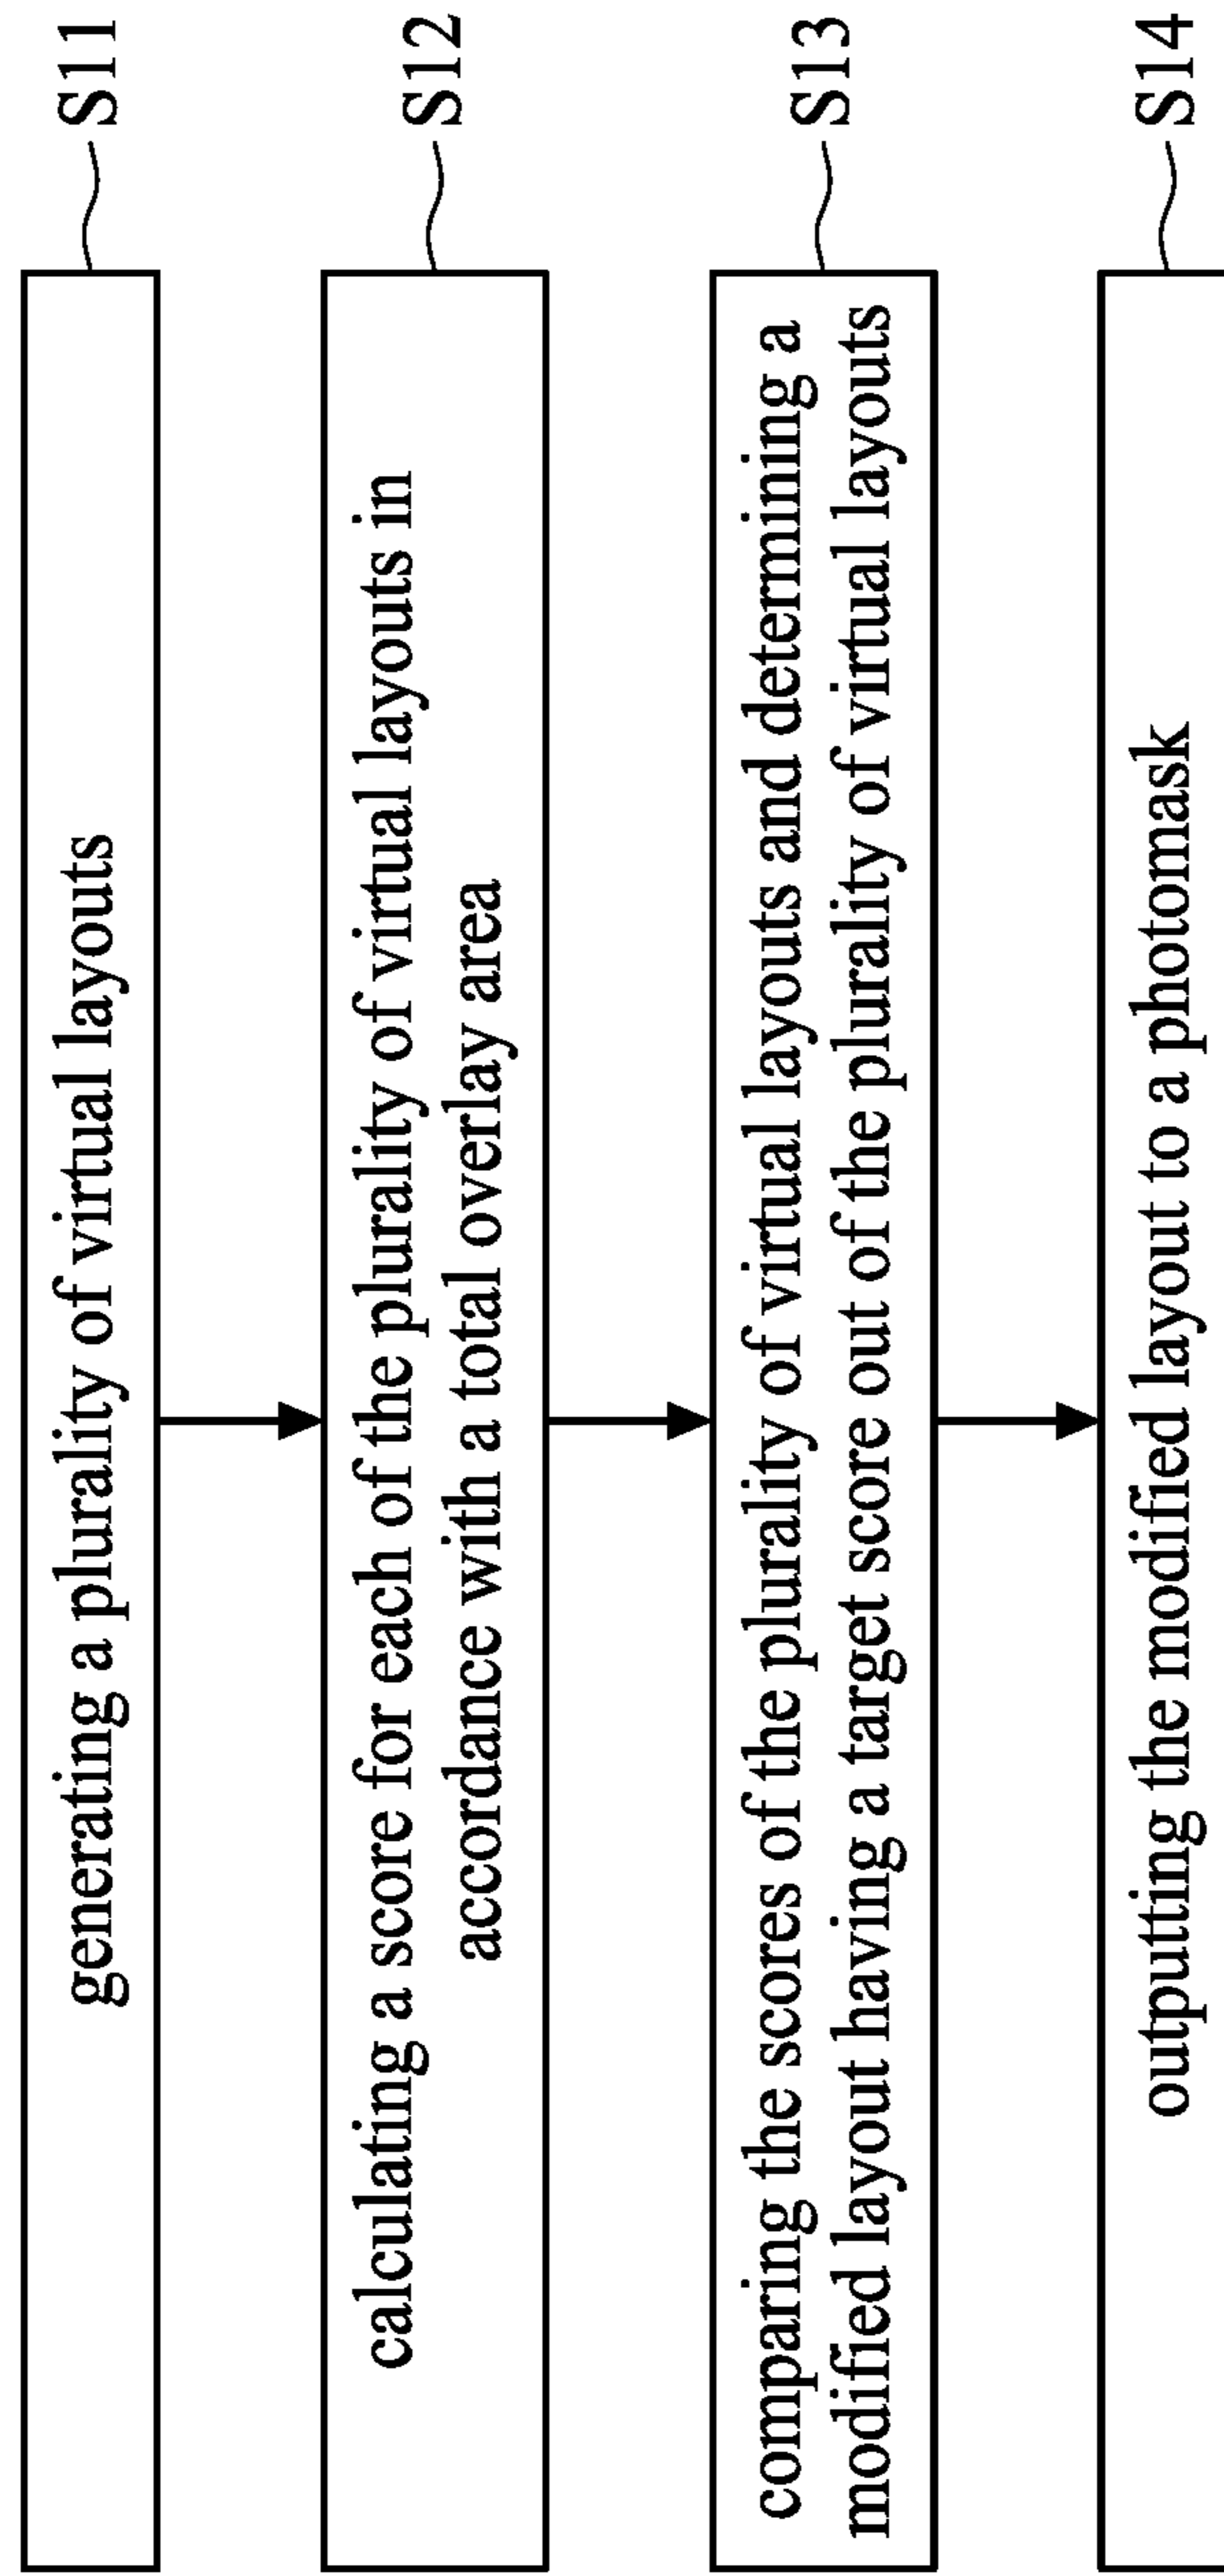 generating a plurality of virtual layouts
S11
calculating a score for each of the plurality of virtual layouts in
accordance with a total overlay area
S12
comparing the scores of the plurality of virtual layouts and determining a
modified layout having a target score out of the plurality of virtual layouts
S13
outputting the modified layout to a photomask
S14